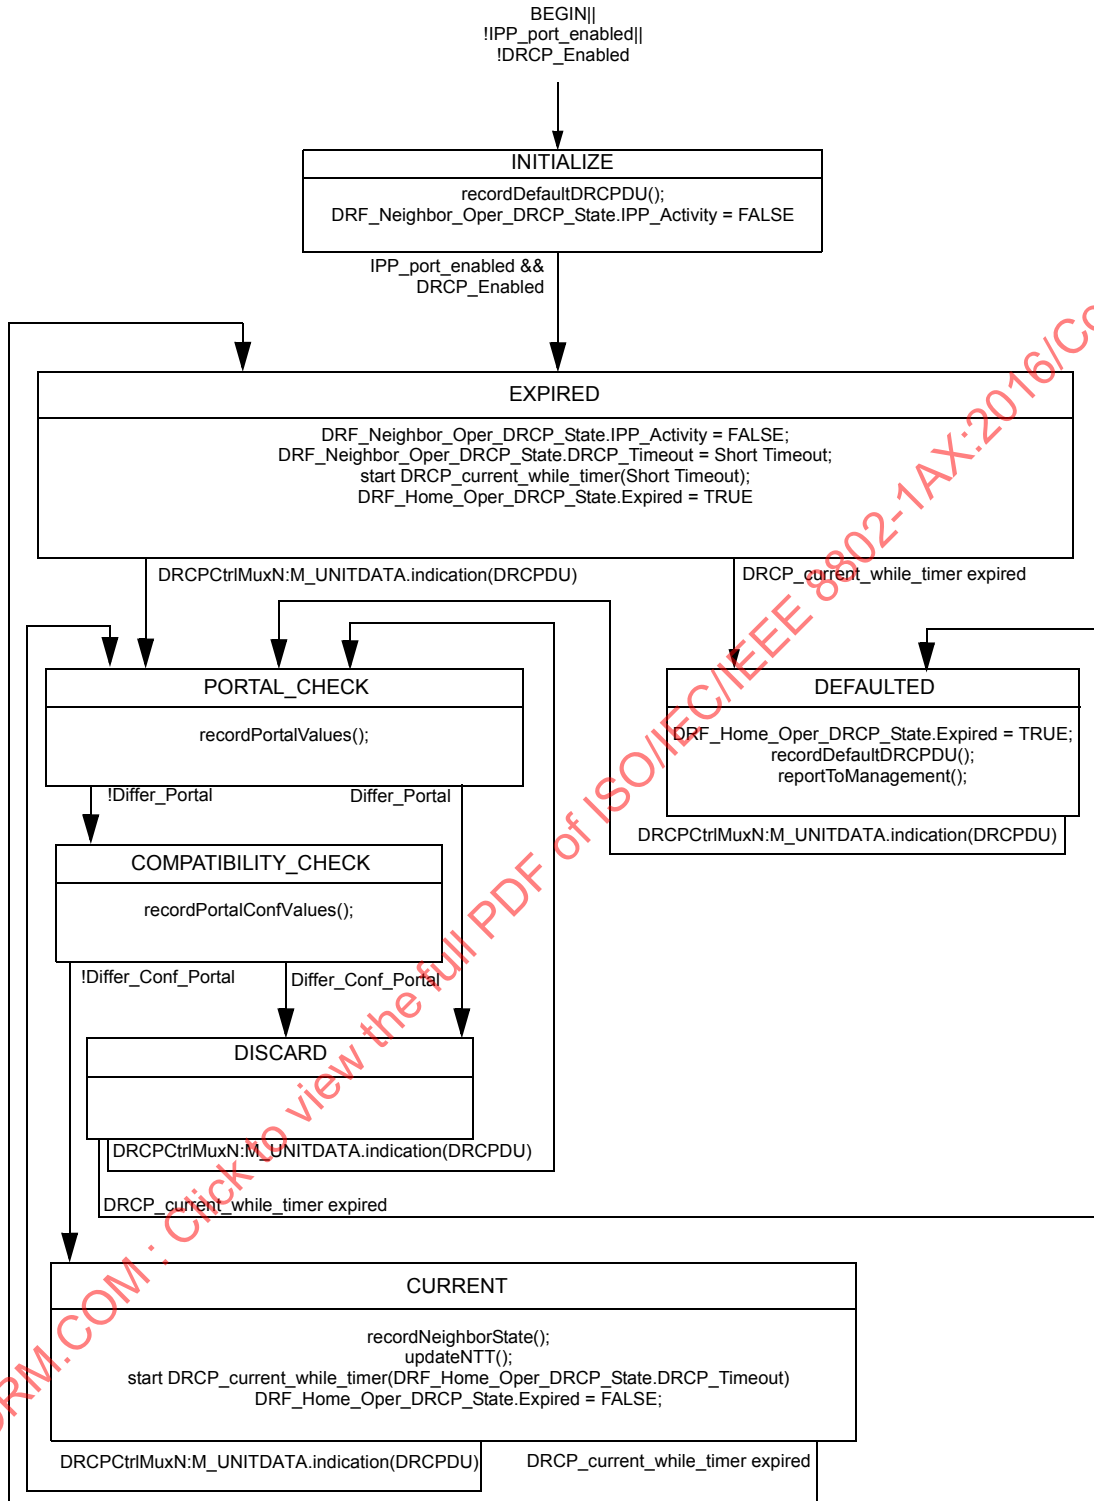 BEGIN||
!IPP_port_enabled||
!DRCP_Enabled
INITIALIZE
recordDefaultDRCPDU();
DRF_Neighbor_Oper_DRCP_State.IPP_Activity = FALSE
IPP_port_enabled &&
DRCP_Enabled
EXPIRED
DRF_Neighbor_Oper_DRCP_State.IPP_Activity = FALSE;
DRF_Neighbor_Oper_DRCP_State.DRCP_Timeout = Short Timeout;
start DRCP_current_while_timer(Short Timeout);
DRF_Home_Oper_DRCP_State.Expired = TRUE
DRCPCtrlMuxN:M_UNITDATA.indication(DRCPDU)
DRCP_current_while_timer expired
PORTAL_CHECK
recordPortalValues();
DEFAULTED
DRF_Home_Oper_DRCP_State.Expired = TRUE;
recordDefaultDRCPDU();
reportToManagement();
!Differ_Portal
Differ_Portal
DRCPCtrlMuxN:M_UNITDATA.indication(DRCPDU)
COMPATIBILITY_CHECK
recordPortalConfValues();
!Differ_Conf_Portal
Differ_Conf_Portal
DISCARD
DRCPCtrlMuxN:M_UNITDATA.indication(DRCPDU)
DRCP_current_while_timer expired
CURRENT
recordNeighborState();
updateNTT();
start DRCP_current_while_timer(DRF_Home_Oper_DRCP_State.DRCP_Timeout)
DRF_Home_Oper_DRCP_State.Expired = FALSE;
DRCPCtrlMuxN:M_UNITDATA.indication(DRCPDU)
DRCP_current_while_timer expired
RM.COM : Click to view the full PDF of ISO/IEC/IEEE 8802-1AX:2016/Co